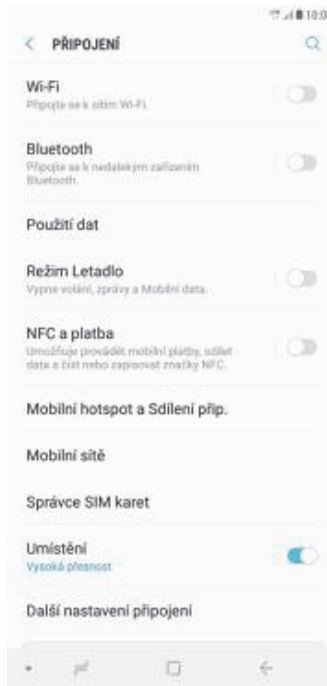 10:0
PŘIPOJENÍ
Wi-Fi
Připojte se k sítím Wi-Fi.
Bluetooth
Připojte se k nedalekým zařízením
Bluetooth.
Použití dat
Režim Letadlo
Vypne volání, zprávy a Mobilní data.
NFC a platba
Umožňuje provádět mobilní platby, sdílet
data a číst nebo zapisovat značky NFC.
Mobilní hotspot a Sdílení přip.
Mobilní sítě
Správce SIM karet
Umístění
Vysoká přesnost
Další nastavení připojení